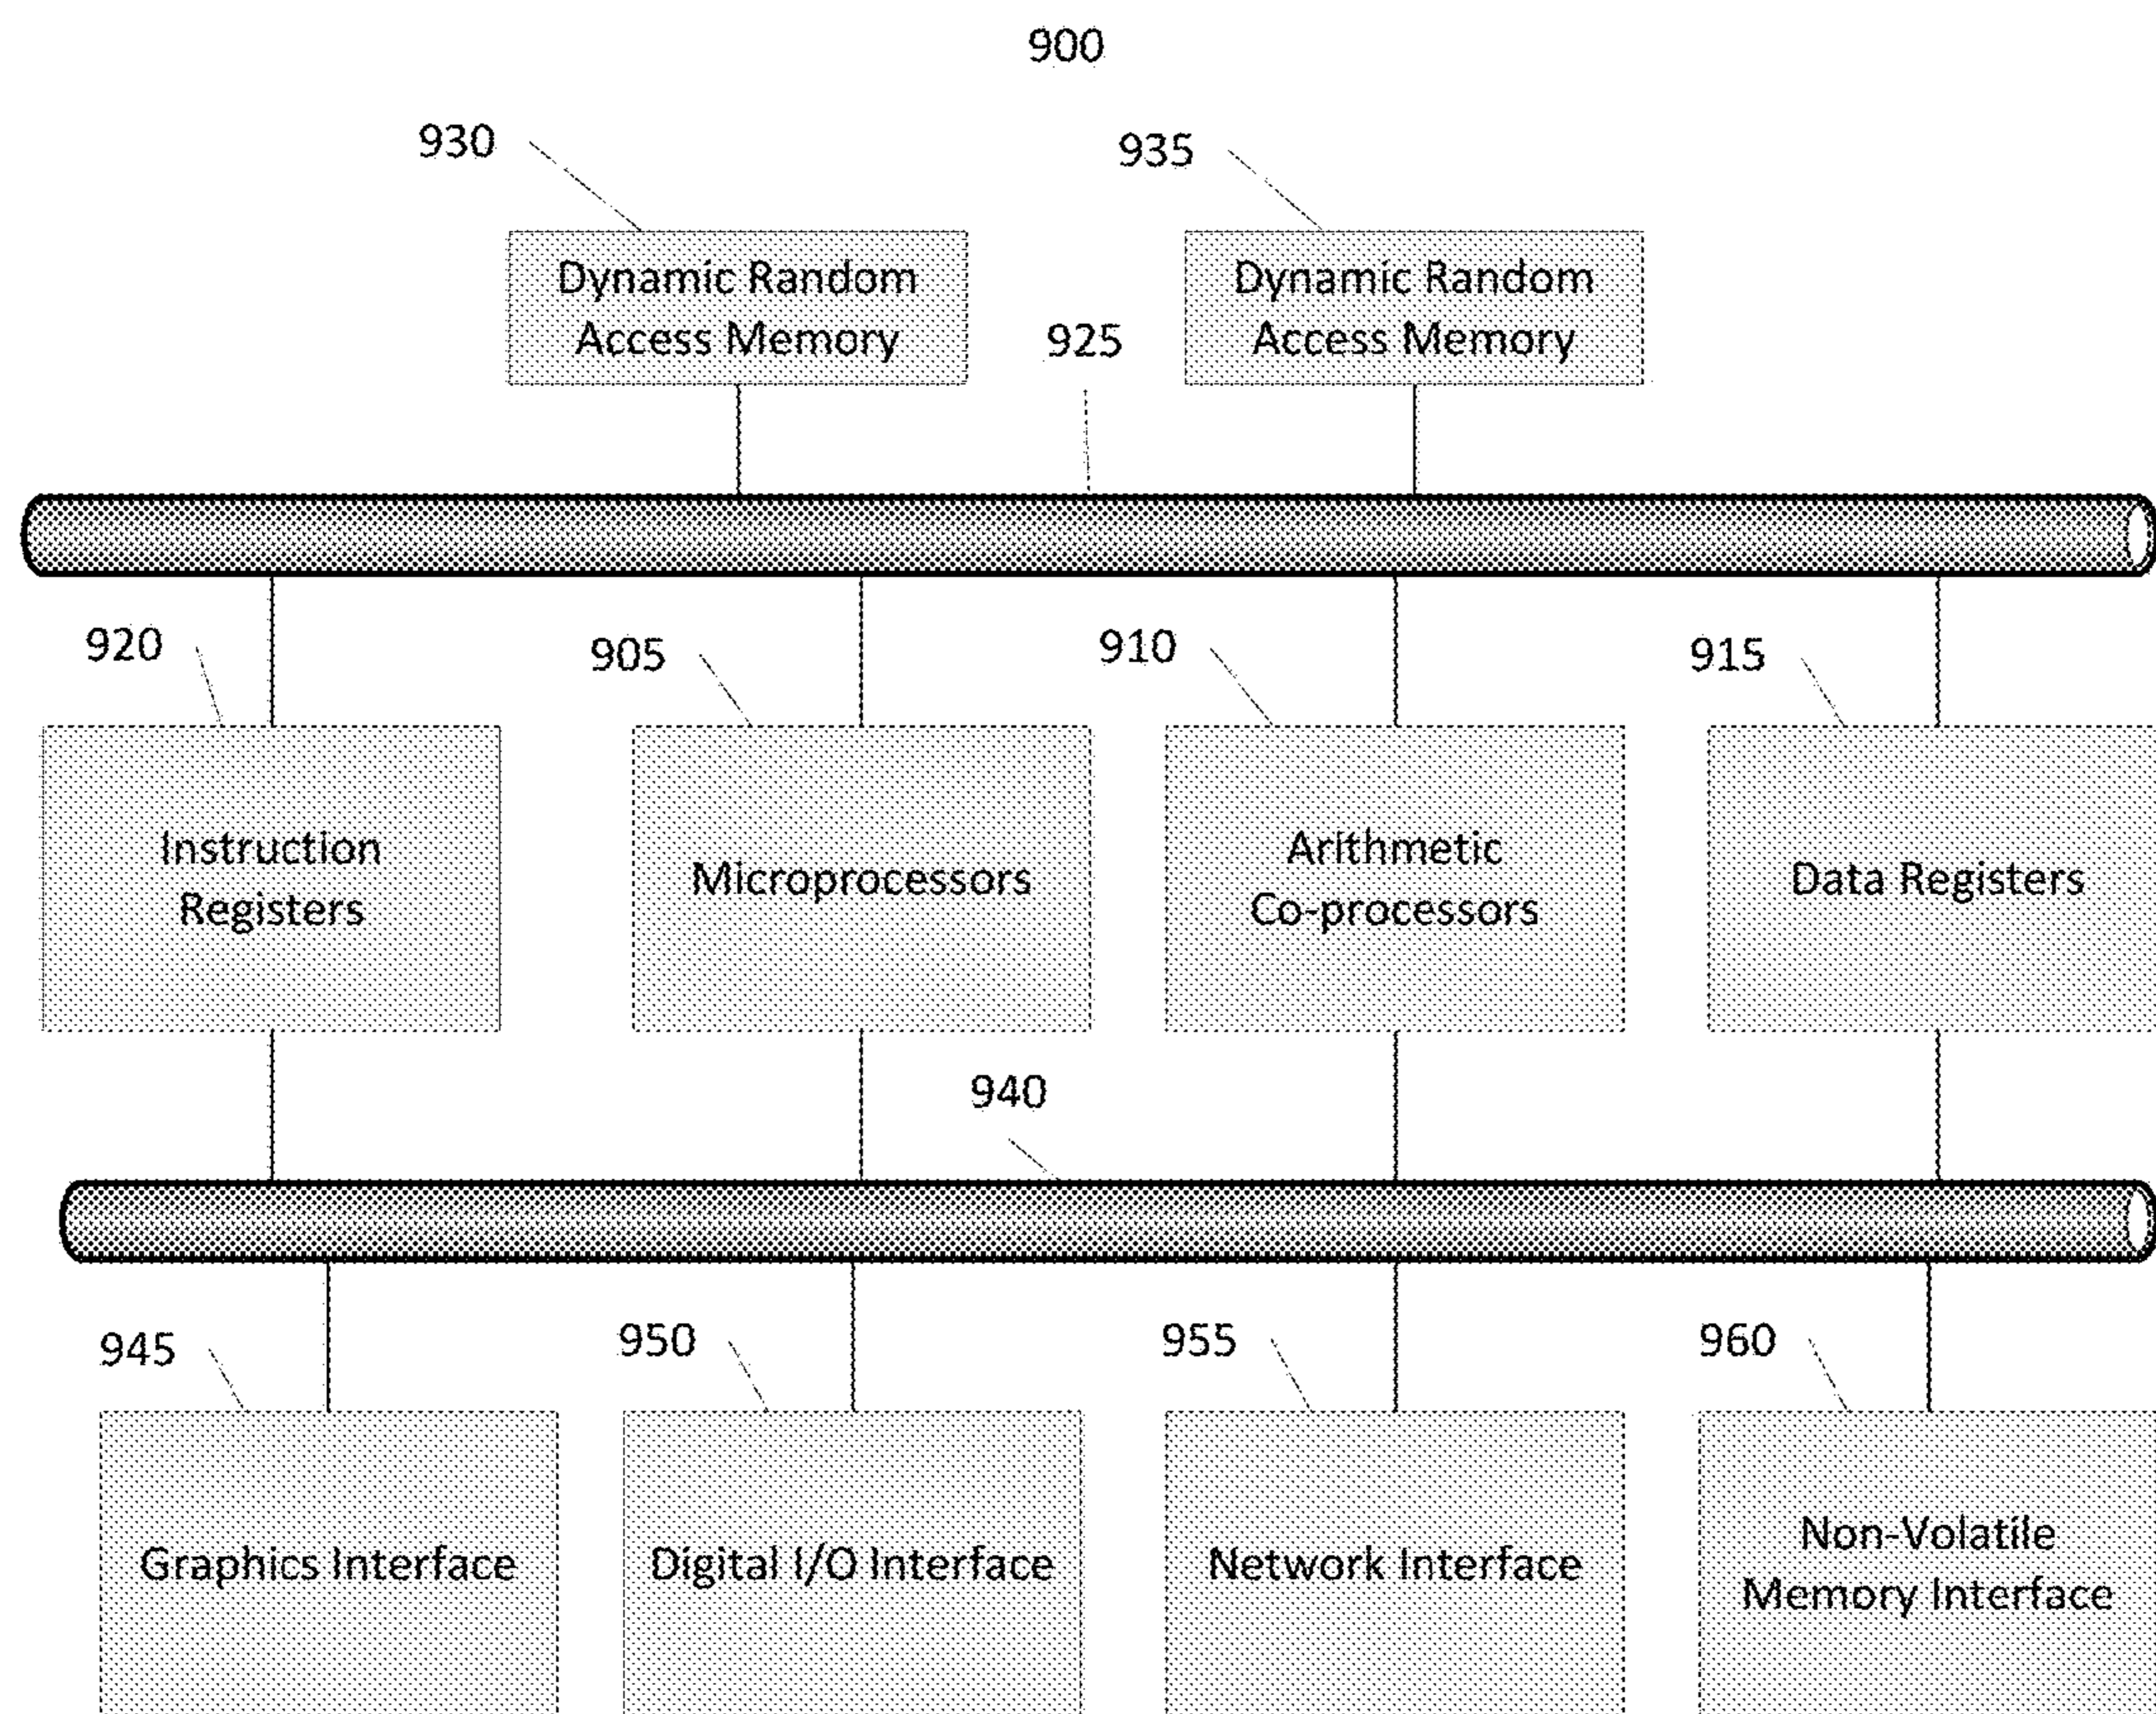 900
930
935
Dynamic Random
Access Memory
925
Dynamic Random
Access Memory
920
905
910
915
Instruction
Registers
Microprocessors
Arithmetic
Co-processors
Data Registers
940
945
950
955
960
Graphics Interface
Digital I/O Interface
Network Interface
Non-Volatile
Memory Interface